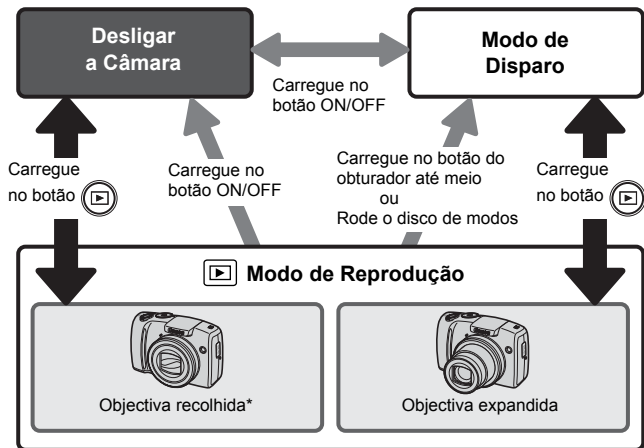 Desligar
a Câmara
Modo de
Disparo
Carregue no
botão ON/OFF
Carregue
no botão
Carregue no
botão ON/OFF
Carregue no botão do
obturador até meio
ou
Rode o disco de modos
Carregue
no botão
Modo de Reprodução
Objectiva recolhida*
Objectiva expandida